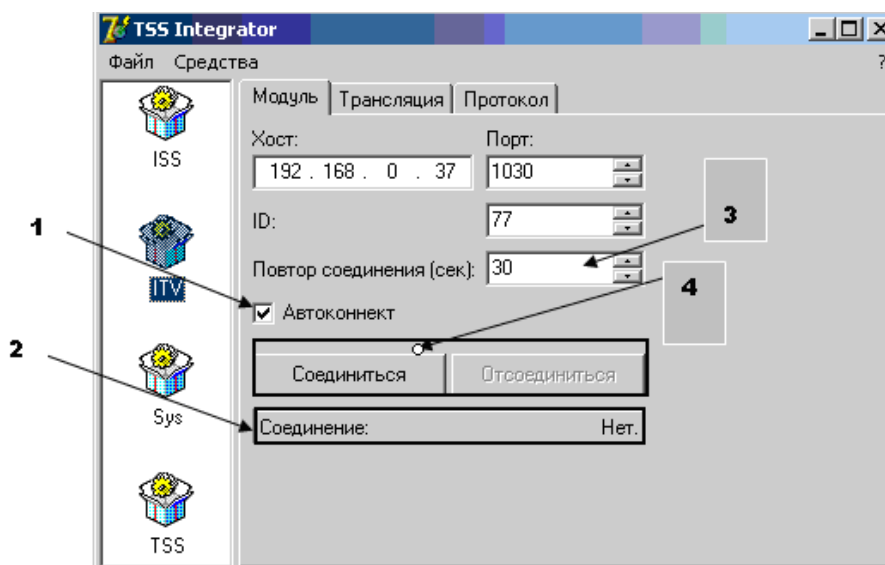 TSS Integrator
Файл Средства ?
Модуль Трансляция Протокол
Хост: Порт:
192 . 168 . 0 . 37 1030
ISS
ID: 77
1 3
Повтор соединения (сек): 30
4
ITV
Автоконнект
2
Соединиться Отсоединиться
Sys
Соединение: Нет.
TSS